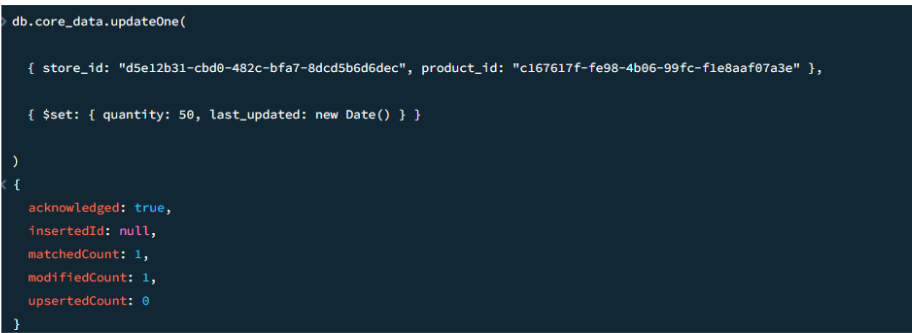 > db.core_data.updateOne(
{ store_id: "d5e12b31-cbd0-482c-bfa7-8dcd5b6d6dec", product_id: "c167617f-fe98-4b06-99fc-f1e8aaf07a3e" },
{ $set: { quantity: 50, last_updated: new Date() } }
)
< {
acknowledged: true,
insertedId: null,
matchedCount: 1,
modifiedCount: 1,
upsertedCount: 0
}